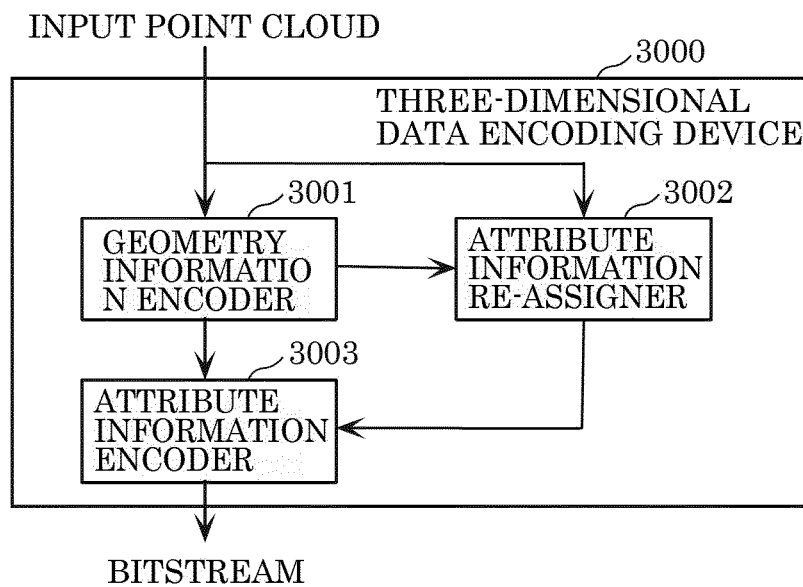 INPUT POINT CLOUD
3000
THREE-DIMENSIONAL
DATA ENCODING DEVICE
3001
GEOMETRY
INFORMATIO
N ENCODER
3002
ATTRIBUTE
INFORMATION
RE-ASSIGNER
3003
ATTRIBUTE
INFORMATION
ENCODER
BITSTREAM